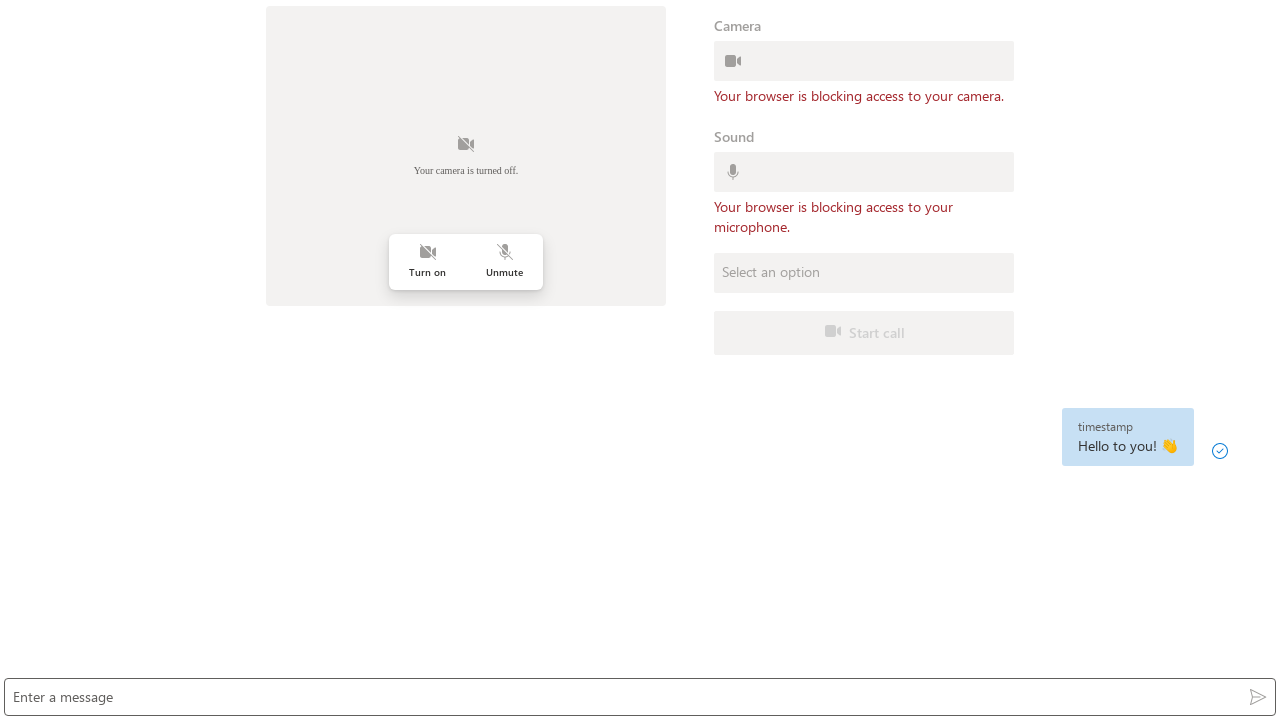 Camera
Your browser is blocking access to your camera.
Your camera is turned off.
Turn on
Unmute
Sound
Your browser is blocking access to your
microphone.
Select an option
Start call
timestamp
Hello to you! 👋
Enter a message